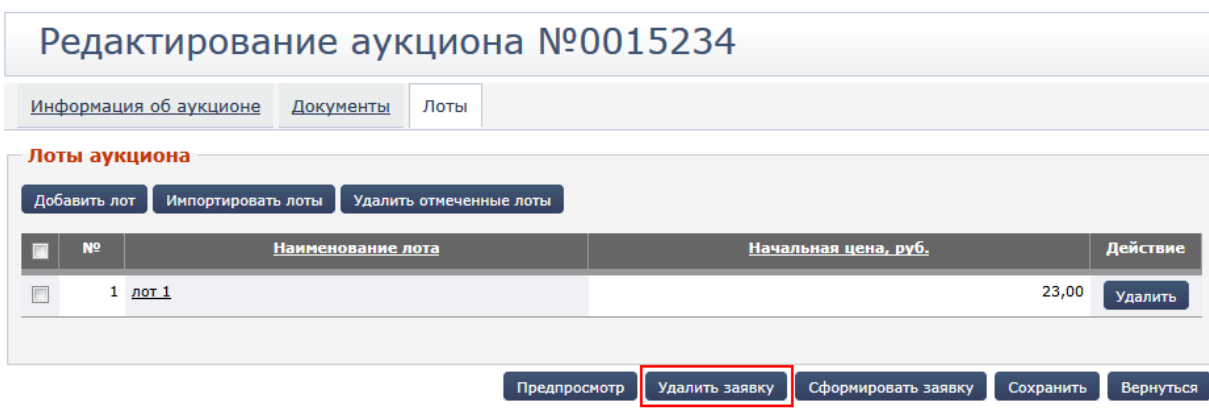 Редактирование аукциона №0015234
Информация об аукционе Документы Лоты
Лоты аукциона
Добавить лот Импортировать лоты Удалить отмеченные лоты
№ Наименование лота Начальная цена, руб. Действие
1 лот 1 23,00 Удалить
Предпросмотр Удалить заявку Сформировать заявку Сохранить Вернуться